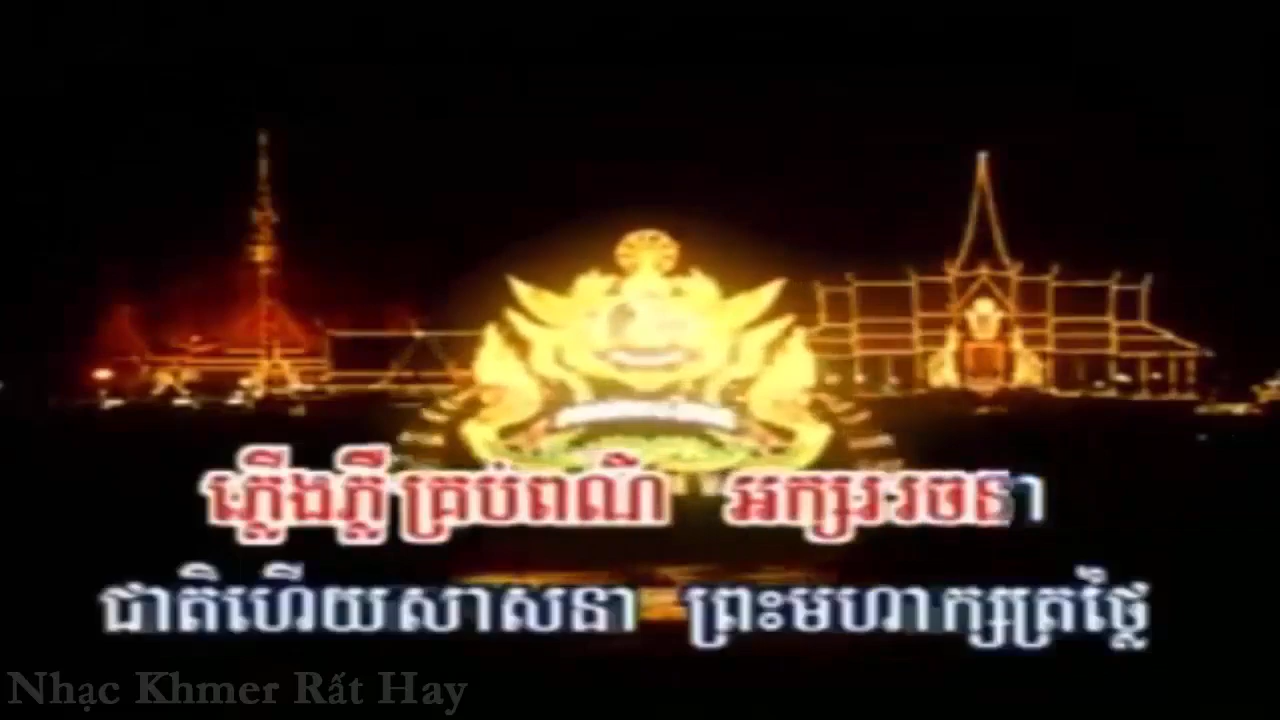 ភ្លើងភ្លឺ គ្រប់ពណ៌ អក្សររចនា
ជាតិហើយសាសនា ព្រះមហាក្សត្រថ្លៃ
Nhạc Khmer Rất Hay